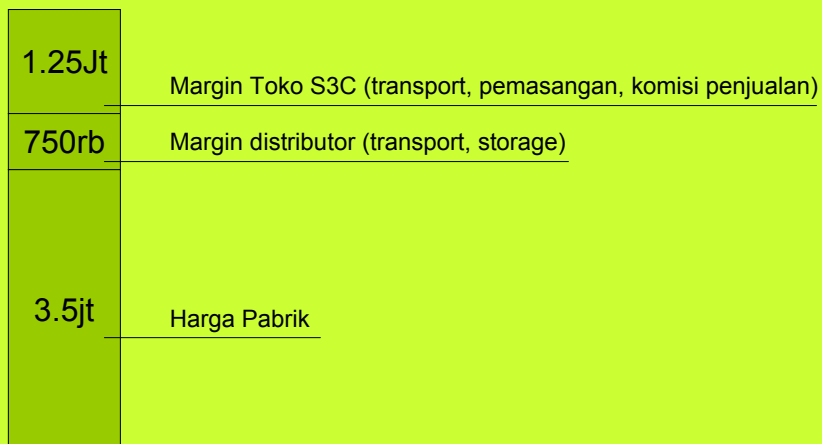 1.25Jt
Margin Toko S3C (transport, pemasangan, komisi penjualan)
750rb
Margin distributor (transport, storage)
3.5jt
Harga Pabrik